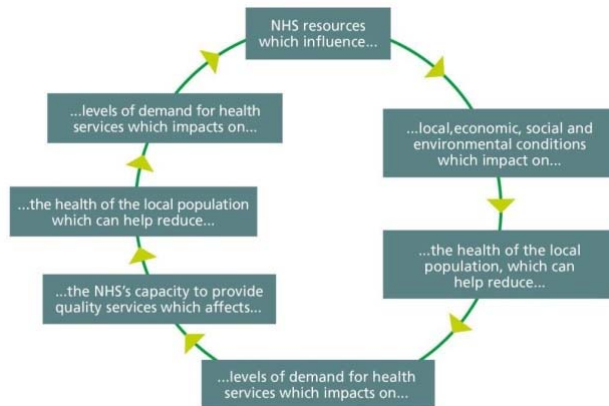 NHS resources
which influence...
...local,economic, social and
environmental conditions
which impact on...
...the health of the local
population, which can
help reduce...
...levels of demand for health
services which impacts on...
...the NHS's capacity to provide
quality services which affects...
...the health of the local population
which can help reduce...
...levels of demand for health
services which impacts on...